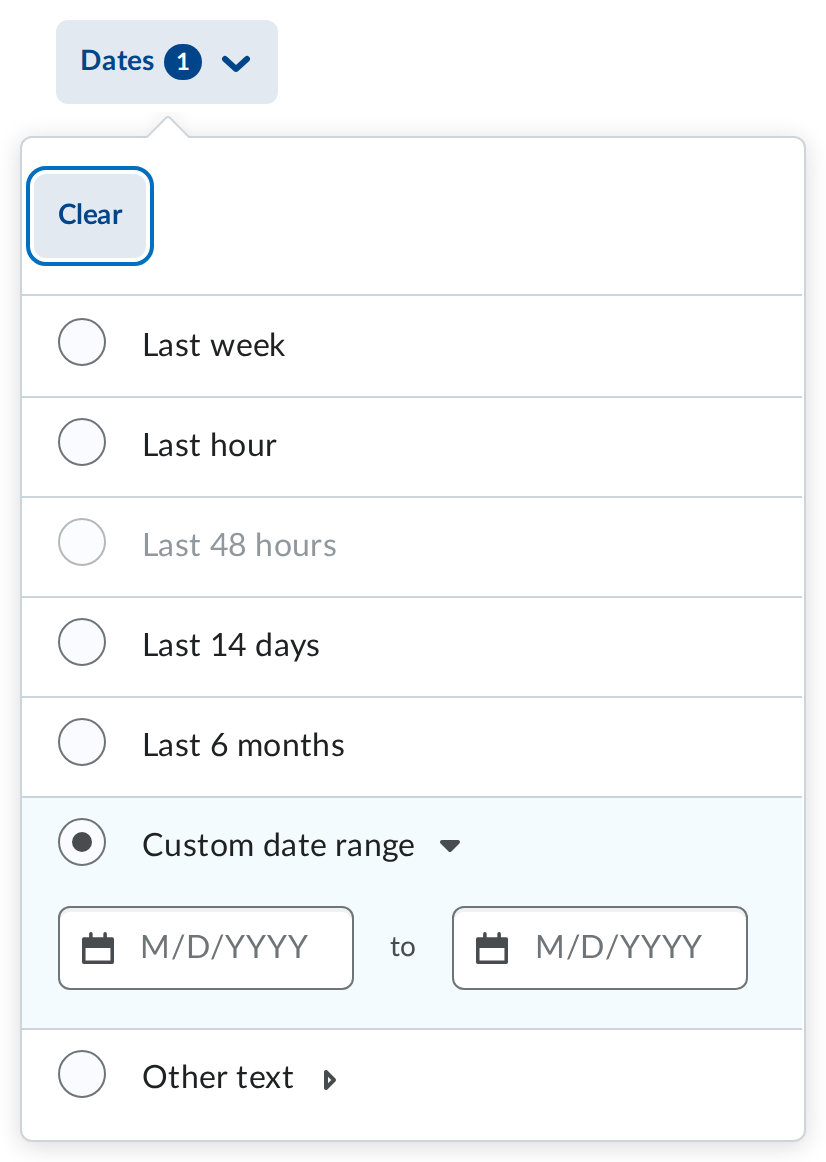 Dates 1
Clear
Last week
Last hour
Last 48 hours
Last 14 days
Last 6 months
Custom date range
M/D/YYYY to M/D/YYYY
Other text